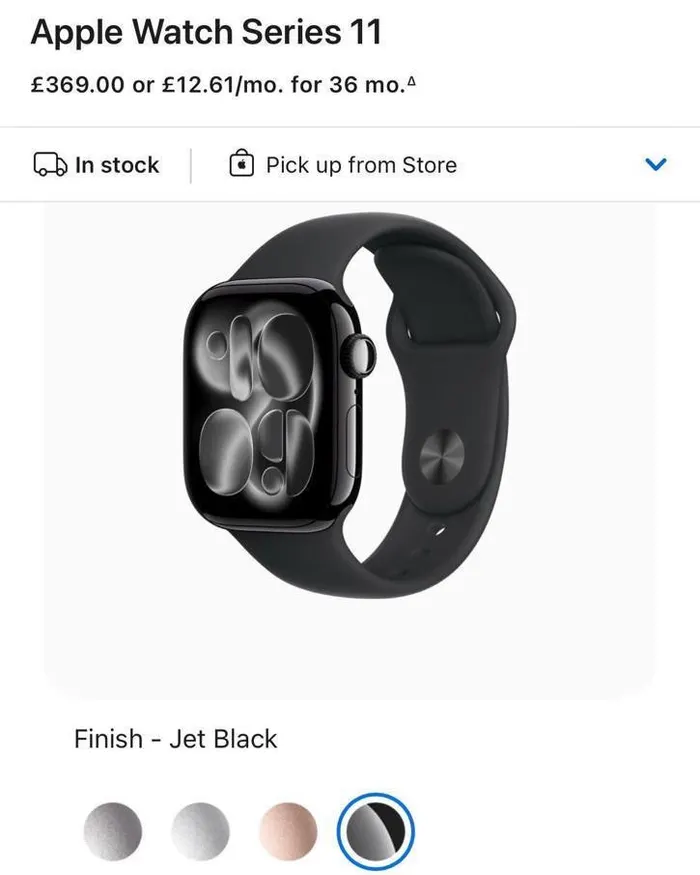 Apple Watch Series 11
£369.00 or £12.61/mo. for 36 mo.∆
In stock
Pick up from Store
Finish - Jet Black